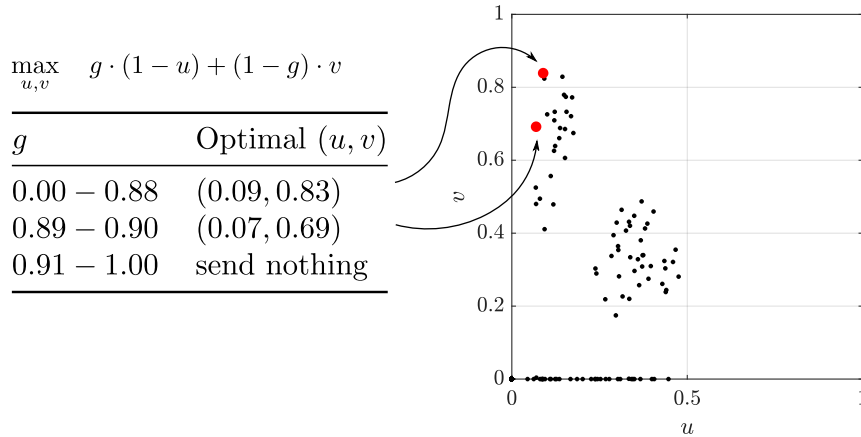 max g · (1 − u) + (1 − g) · v
u,v
g Optimal (u, v)
0.00 − 0.88 (0.09, 0.83)
0.89 − 0.90 (0.07, 0.69)
0.91 − 1.00 send nothing
1
0.8
0.6
v
0.4
0.2
0
0 0.5 1
u